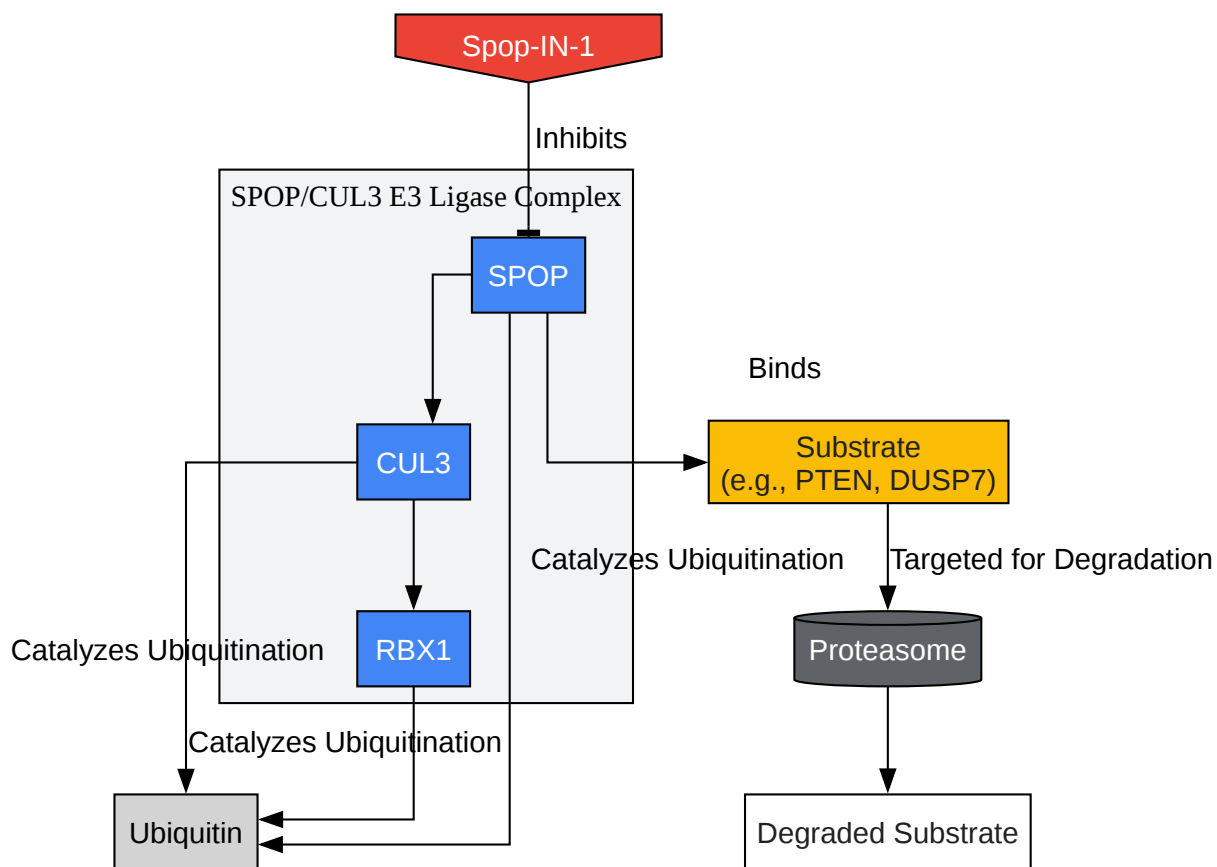 Spop-IN-1
Inhibits
SPOP/CUL3 E3 Ligase Complex
SPOP
Binds
CUL3
Substrate
(e.g., PTEN, DUSP7)
Catalyzes Ubiquitination
Targeted for Degradation
Catalyzes Ubiquitination
RBX1
Proteasome
Catalyzes Ubiquitination
Ubiquitin
Degraded Substrate